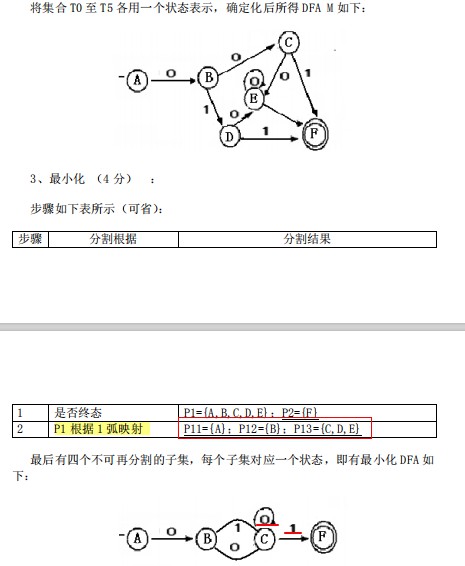 将集合 T0 至 T5 各用一个状态表示，确定化后所得 DFA M 如下：
C
0
0
1
- A
0
B
0
E
1
0
D
1
F
3、最小化 （4 分） ：
步骤如下表所示（可省）：
步骤 分割根据 分割结果
1 是否终态 P1={A,B,C,D,E}；P2={F}
2 P1 根据 1 弧映射 P11={A}；P12={B}；P13={C,D,E}
最后有四个不可再分割的子集，每个子集对应一个状态，即有最小化 DFA 如
下：
0
1
1
- A
0
B
C
F
0